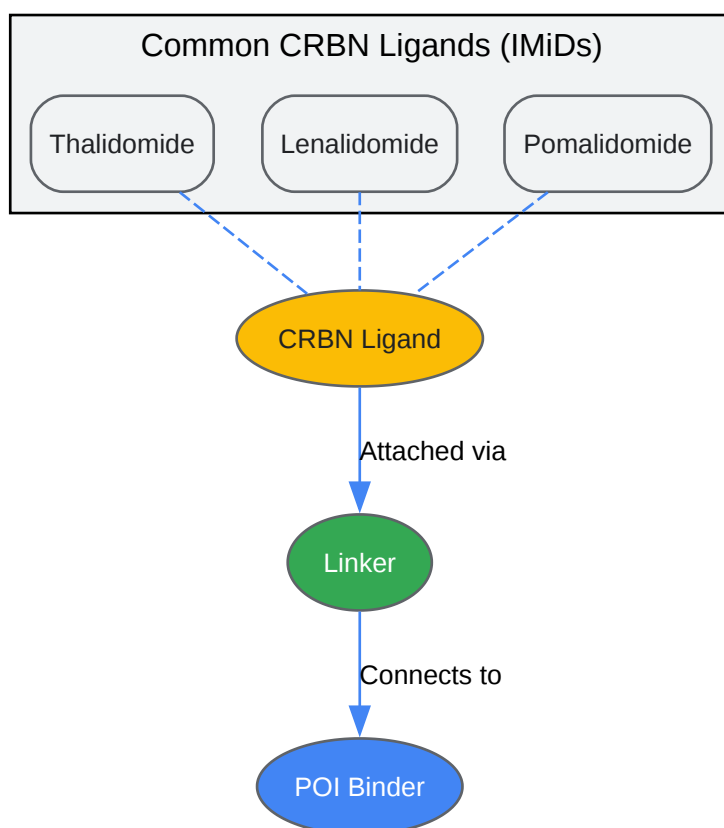 Common CRBN Ligands (IMiDs)
Thalidomide
Lenalidomide
Pomalidomide
CRBN Ligand
Attached via
Linker
Connects to
POI Binder